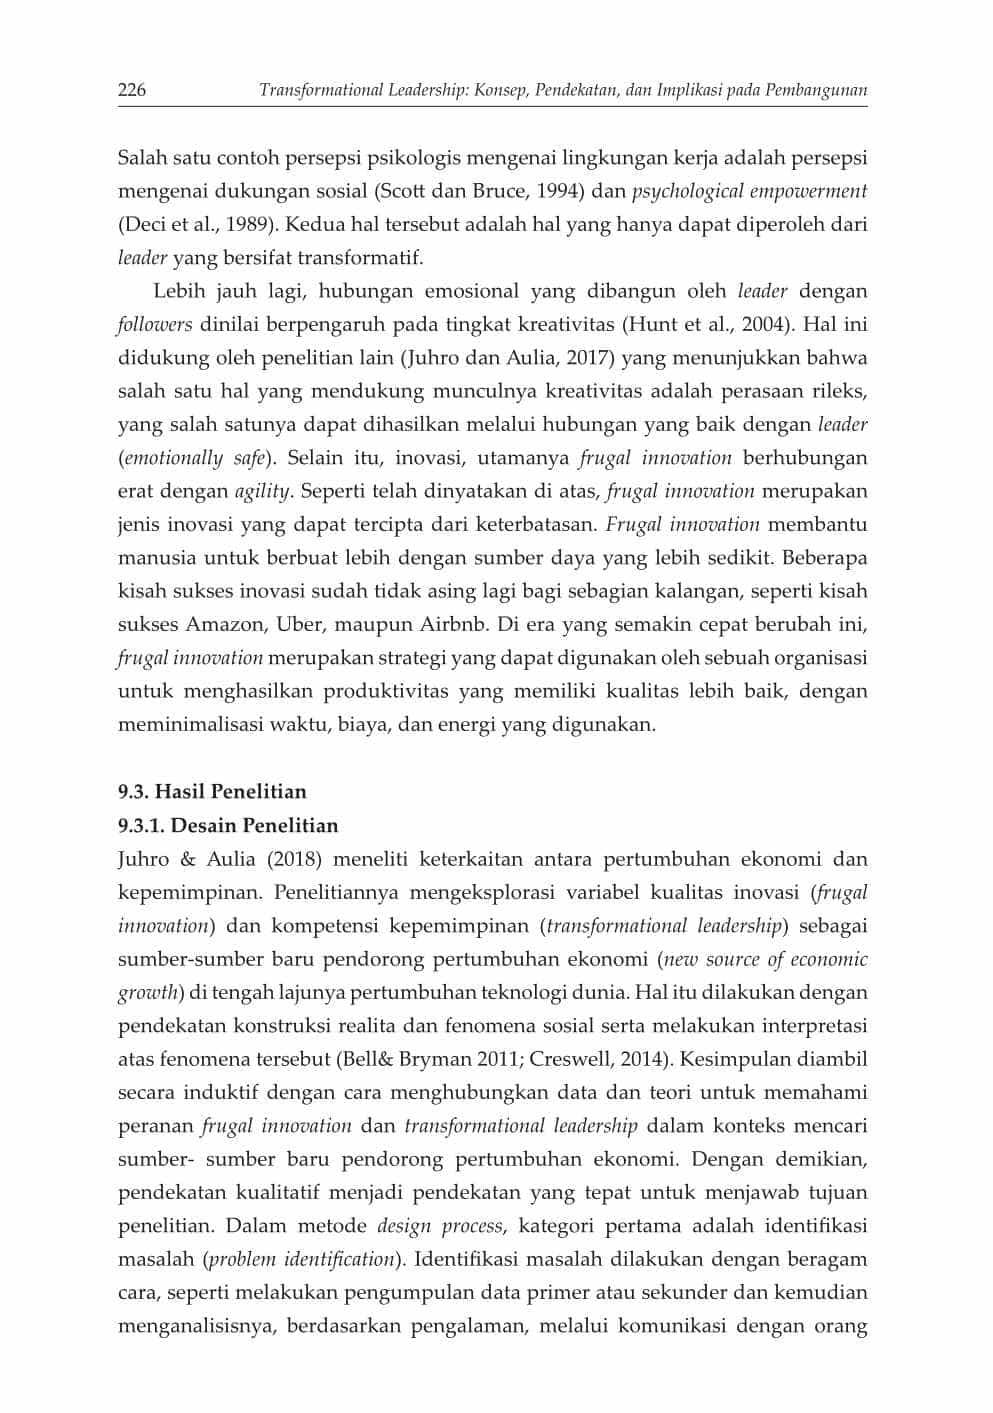 226
Transformational Leadership: Konsep, Pendekatan, dan Implikasi pada Pembangunan
Salah satu contoh persepsi psikologis mengenai lingkungan kerja adalah persepsi
mengenai dukungan sosial (Scott dan Bruce, 1994) dan psychological empowerment
(Deci et al., 1989). Kedua hal tersebut adalah hal yang hanya dapat diperoleh dari
leader yang bersifat transformatif.
Lebih jauh lagi, hubungan emosional yang dibangun oleh leader dengan
followers dinilai berpengaruh pada tingkat kreativitas (Hunt et al., 2004). Hal ini
didukung oleh penelitian lain (Juhro dan Aulia, 2017) yang menunjukkan bahwa
salah satu hal yang mendukung munculnya kreativitas adalah perasaan rileks,
yang salah satunya dapat dihasilkan melalui hubungan yang baik dengan leader
(emotionally safe). Selain itu, inovasi, utamanya frugal innovation berhubungan
erat dengan agility. Seperti telah dinyatakan di atas, frugal innovation merupakan
jenis inovasi yang dapat tercipta dari keterbatasan. Frugal innovation membantu
manusia untuk berbuat lebih dengan sumber daya yang lebih sedikit. Beberapa
kisah sukses inovasi sudah tidak asing lagi bagi sebagian kalangan, seperti kisah
sukses Amazon, Uber, maupun Airbnb. Di era yang semakin cepat berubah ini,
frugal innovation merupakan strategi yang dapat digunakan oleh sebuah organisasi
untuk menghasilkan produktivitas yang memiliki kualitas lebih baik, dengan
meminimalisasi waktu, biaya, dan energi yang digunakan.
9.3. Hasil Penelitian
9.3.1. Desain Penelitian
Juhro & Aulia (2018) meneliti keterkaitan antara pertumbuhan ekonomi dan
kepemimpinan. Penelitiannya mengeksplorasi variabel kualitas inovasi (frugal
innovation) dan kompetensi kepemimpinan (transformational leadership) sebagai
sumber-sumber baru pendorong pertumbuhan ekonomi (new source of economic
growth) di tengah lajunya pertumbuhan teknologi dunia. Hal itu dilakukan dengan
pendekatan konstruksi realita dan fenomena sosial serta melakukan interpretasi
atas fenomena tersebut (Bell& Bryman 2011; Creswell, 2014). Kesimpulan diambil
secara induktif dengan cara menghubungkan data dan teori untuk memahami
peranan frugal innovation dan transformational leadership dalam konteks mencari
sumber- sumber baru pendorong pertumbuhan ekonomi. Dengan demikian,
pendekatan kualitatif menjadi pendekatan yang tepat untuk menjawab tujuan
penelitian. Dalam metode design process, kategori pertama adalah identifikasi
masalah (problem identification). Identifikasi masalah dilakukan dengan beragam
cara, seperti melakukan pengumpulan data primer atau sekunder dan kemudian
menganalisisnya, berdasarkan pengalaman, melalui komunikasi dengan orang